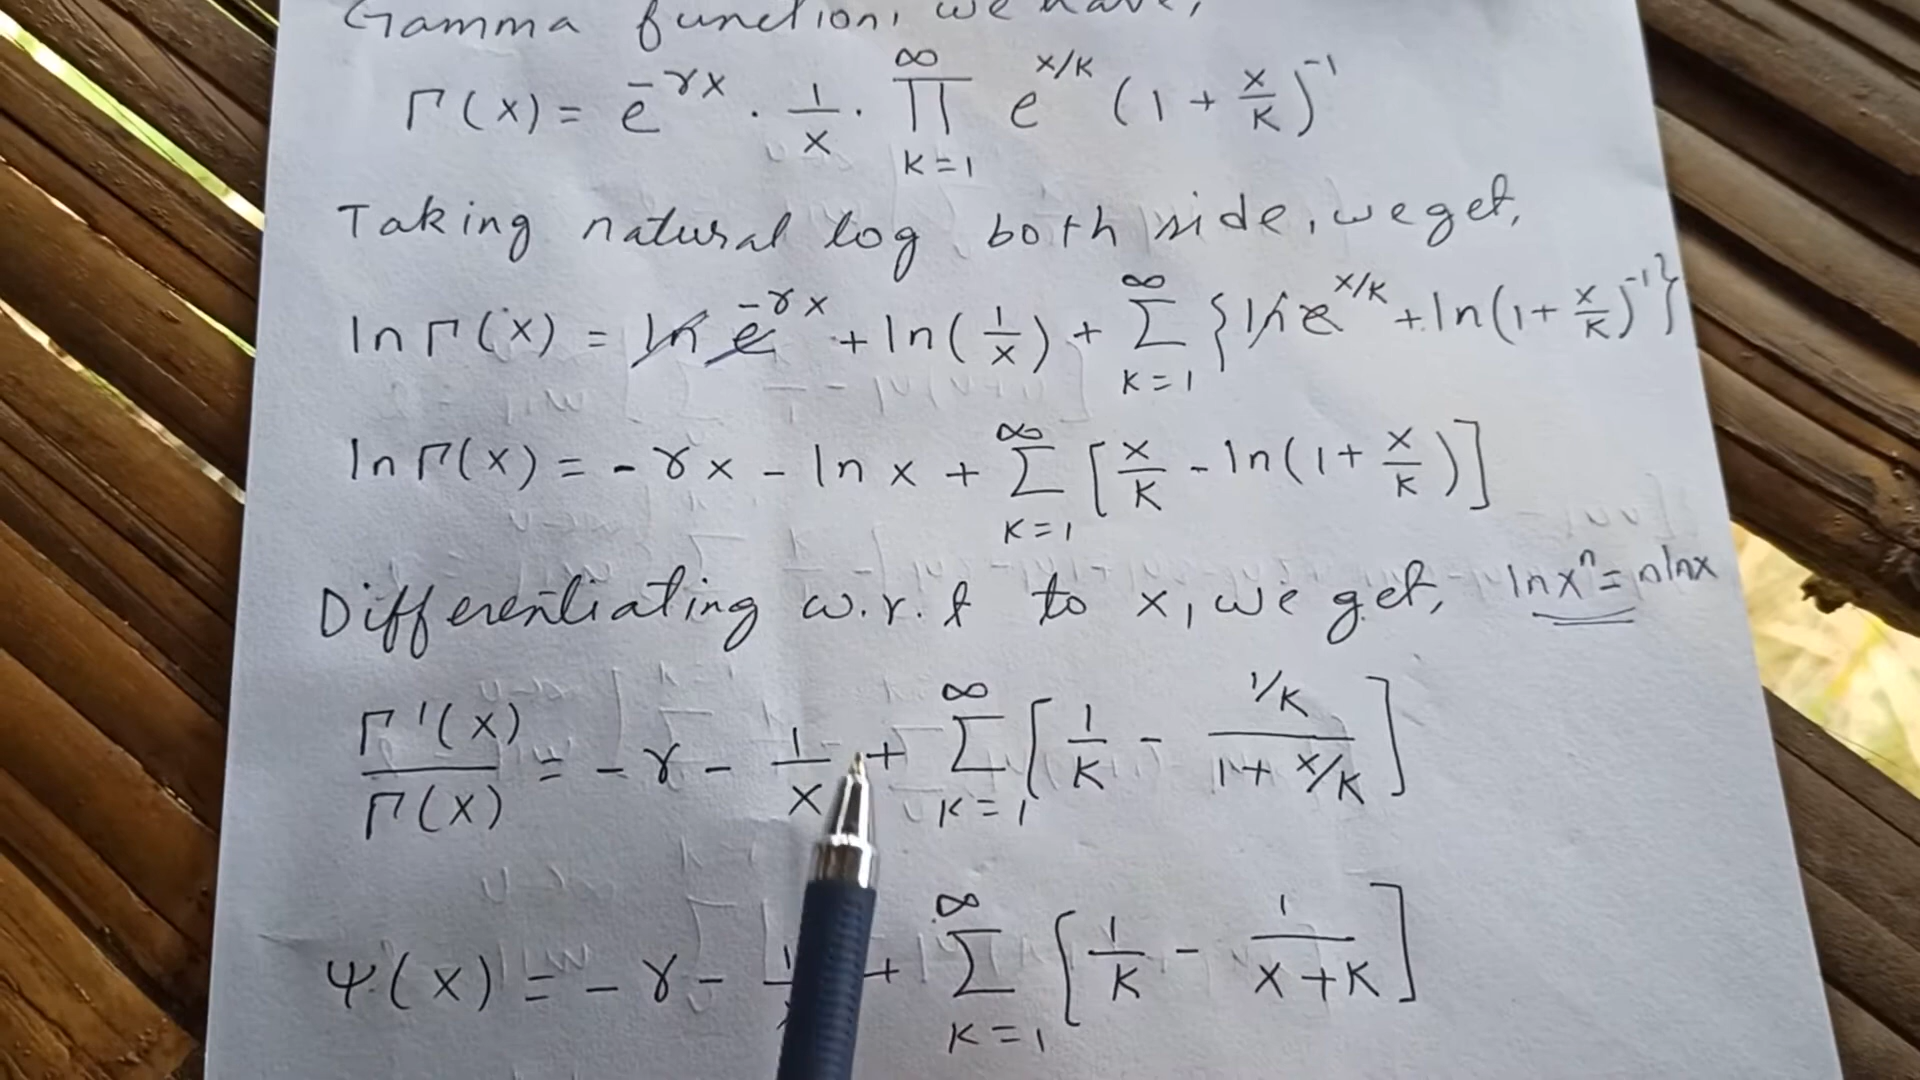 Gamma function, we have,
Γ(x) = e^{-γx} · 1/x · ∏_{k=1}^{∞} e^{x/k} (1 + x/k)^{-1}
Taking natural log both side, we get,
ln Γ(x) = ln e^{-γx} + ln(1/x) + ∑_{k=1}^{∞} {ln e^{x/k} + ln(1 + x/k)^{-1}}
ln Γ(x) = -γx - ln x + ∑_{k=1}^{∞} [x/k - ln(1 + x/k)]
Differentiating w.r.t to x, we get, ln x^n = n ln x
Γ'(x)/Γ(x) = -γ - 1/x + ∑_{k=1}^{∞} [1/k - (1/k)/(1 + x/k)]
Ψ(x) = -γ - 1 + ∑_{k=1}^{∞} [1/k - 1/(x+k)]